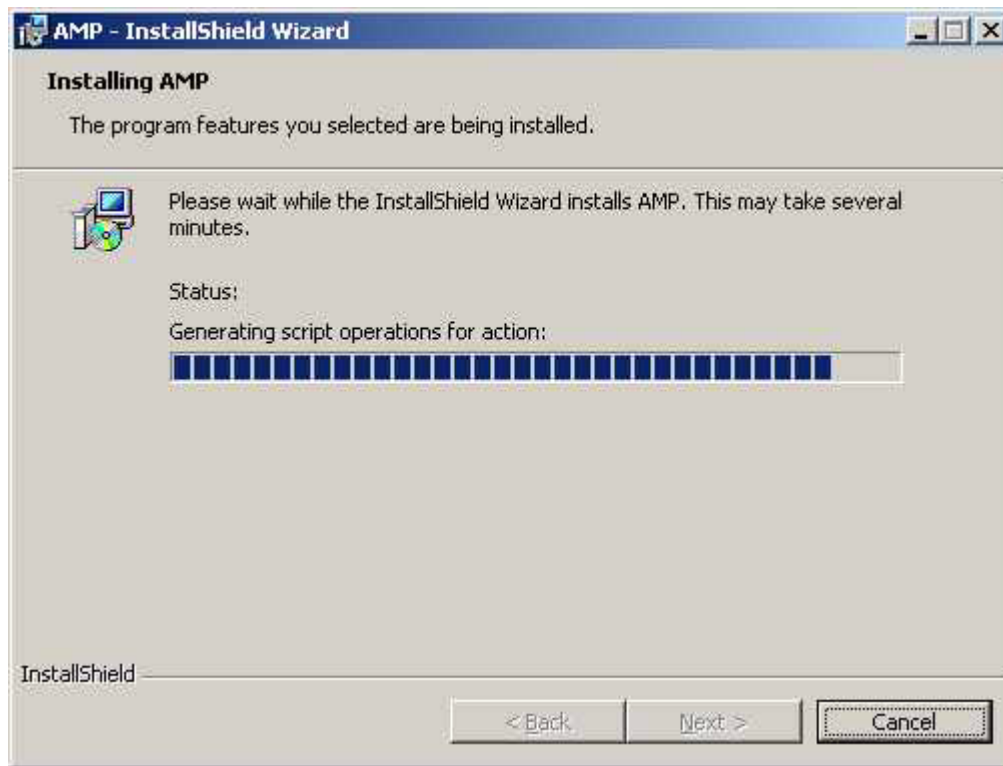 AMP - InstallShield Wizard
Installing AMP
The program features you selected are being installed.
Please wait while the InstallShield Wizard installs AMP. This may take several
minutes.
Status:
Generating script operations for action:
InstallShield
< Back
Next >
Cancel